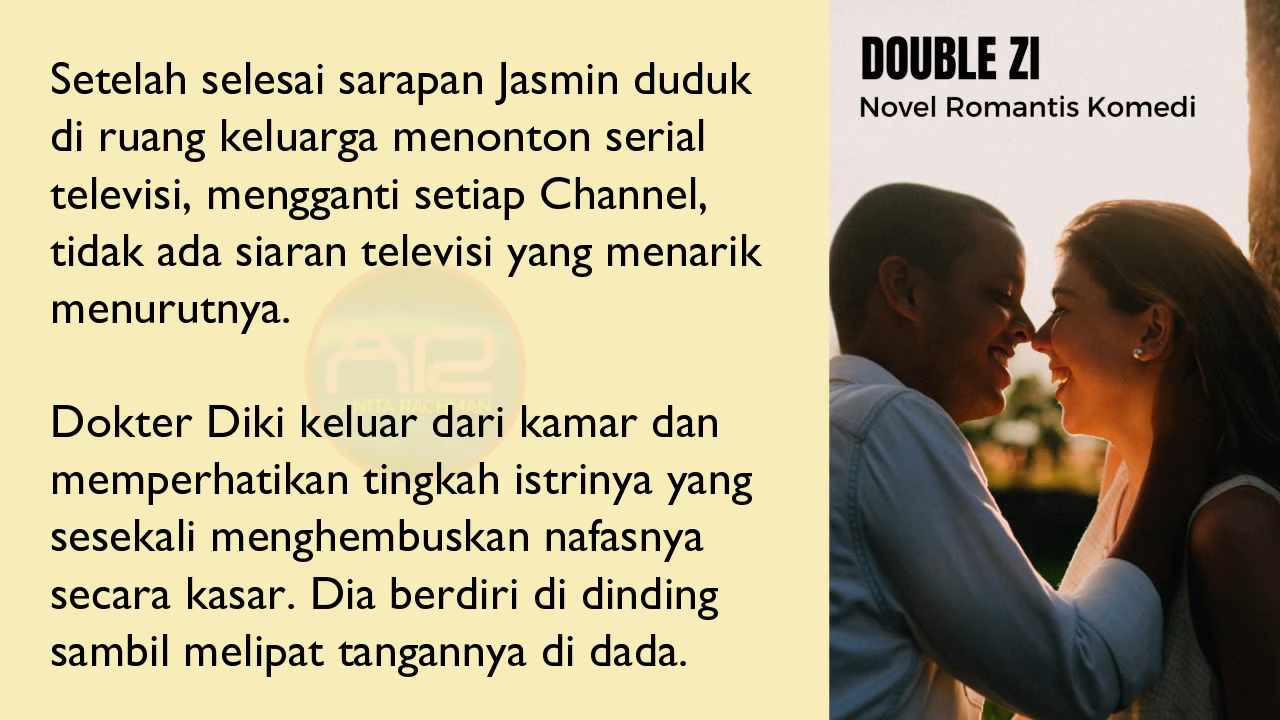 Setelah selesai sarapan Jasmin duduk
di ruang keluarga menonton serial
televisi, mengganti setiap Channel,
tidak ada siaran televisi yang menarik
menurutnya.
Dokter Diki keluar dari kamar dan
memperhatikan tingkah istrinya yang
sesekali menghembuskan nafasnya
secara kasar. Dia berdiri di dinding
sambil melipat tangannya di dada.
ANITA RACHMAN
DOUBLE ZI
Novel Romantis Komedi